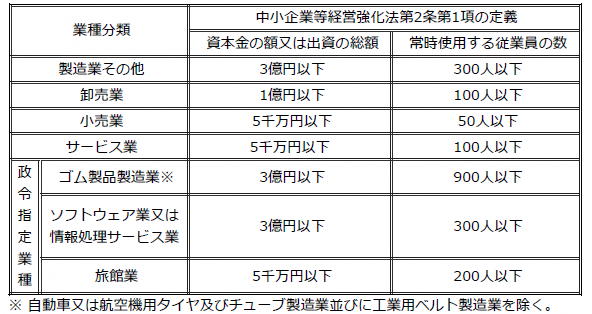 業種分類 中小企業等経営強化法第2条第1項の定義
資本金の額又は出資の総額 常時使用する従業員の数
製造業その他 3億円以下 300人以下
卸売業 1億円以下 100人以下
小売業 5千万円以下 50人以下
サービス業 5千万円以下 100人以下
政令指定業種 ゴム製品製造業※ 3億円以下 900人以下
ソフトウェア業又は
情報処理サービス業 3億円以下 300人以下
旅館業 5千万円以下 200人以下
※ 自動車又は航空機用タイヤ及びチューブ製造業並びに工業用ベルト製造業を除く。